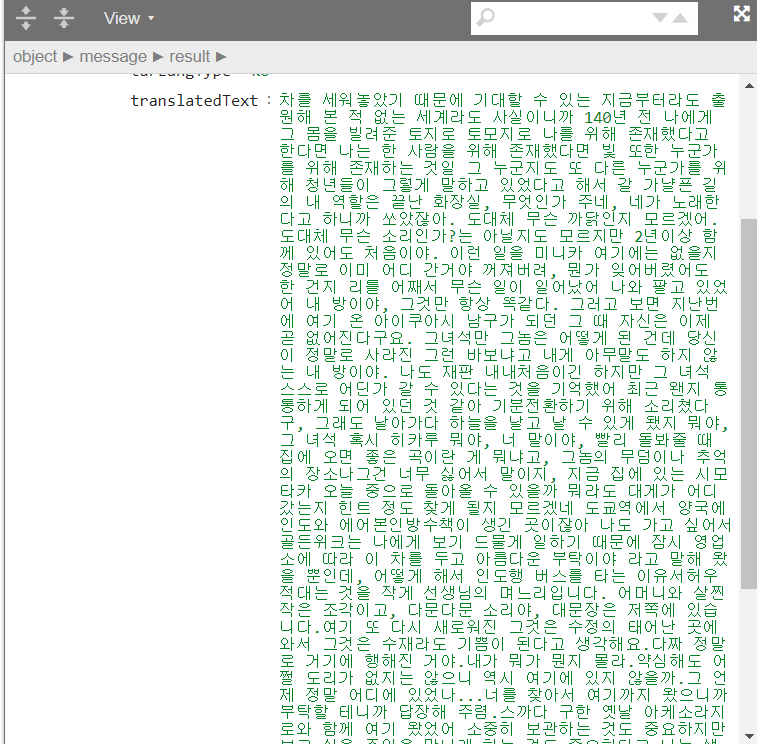 View
object ▶ message ▶ result ▶
translatedText : 차를 세워놓았기 때문에 기대할 수 있는 지금부터라도 출
원해 본 적 없는 세계라도 사실이니까 140년 전 나에게
그 몸을 빌려준 토지로 토모지로 나를 위해 존재했다고
한다면 나는 한 사람을 위해 존재했다면 빛 또한 누군가
를 위해 존재하는 것일 그 누군지도 또 다른 누군가를 위
해 청년들이 그렇게 말하고 있었다고 해서 갈 가냘픈 길
의 내 역할은 끝난 화장실, 무엇인가 주네, 네가 노래한
다고 하니까 쏘았잖아. 도대체 무슨 까닭인지 모르겠어.
도대체 무슨 소리인가?는 아닐지도 모르지만 2년이상 함
께 있어도 처음이야. 이런 일을 미니카 여기에는 없을지
정말로 이미 어디 간거야 꺼져버려, 뭔가 잊어버렸어도
한 건지 리틀 어째서 무슨 일이 일어났어 나와 팔고 있었
어 내 방이야, 그것만 항상 똑같다. 그러고 보면 지난번
에 여기 온 아이쿠아시 남구가 되던 그 때 자신은 이제
곧 없어진다구요. 그녀석만 그놈은 어떻게 된 건데 당신
이 정말로 사라진 그런 바보냐고 내게 아무말도 하지 않
는 내 방이야. 나도 재판 내내처음이긴 하지만 그 녀석
스스로 어딘가 갈 수 있다는 것을 기억했어 최근 왠지 통
통하게 되어 있던 것 같아 기분전환하기 위해 소리쳤다
구, 그래도 날아가다 하늘을 날고 날 수 있게 됐지 뭐야,
그 녀석 혹시 히카루 뭐야, 너 말이야, 빨리 돌봐줄 때
집에 오면 좋은 곡이란 게 뭐냐고, 그놈의 무덤이나 추억
의 장소나그건 너무 싫어서 말이지, 지금 집에 있는 시모
타카 오늘 중으로 돌아올 수 있을까 뭐라도 대게가 어디
갔는지 힌트 정도 찾게 될지 모르겠네 도쿄역에서 양국에
인도와 에어본인방수책이 생긴 곳이잖아 나도 가고 싶어서
골든위크는 나에게 보기 드물게 일하기 때문에 잠시 영업
소에 따라 이 차를 두고 아름다운 부탁이야 라고 말해 왔
을 뿐인데, 어떻게 해서 인도행 버스를 타는 이유서허우
적대는 것을 작게 선생님의 며느리입니다. 어머니와 살찐
작은 조각이고, 다문다문 소리야, 대문장은 저쪽에 있습
니다.여기 또 다시 새로워진 그것은 수정의 태어난 곳에
와서 그것은 수재라도 기쁨이 된다고 생각해요.다짜 정말
로 거기에 행해진 거야.내가 뭐가 뭔지 몰라.약심해도 어
쩔 도리가 없지는 않으니 역시 여기에 있지 않을까.그 언
제 정말 어디에 있었나...너를 찾아서 여기까지 왔으니까
부탁할 테니까 답장해 주렴.스까다 구한 옛날 아케소라지
로와 함께 여기 왔었어 소중히 보관하는 것도 중요하지만